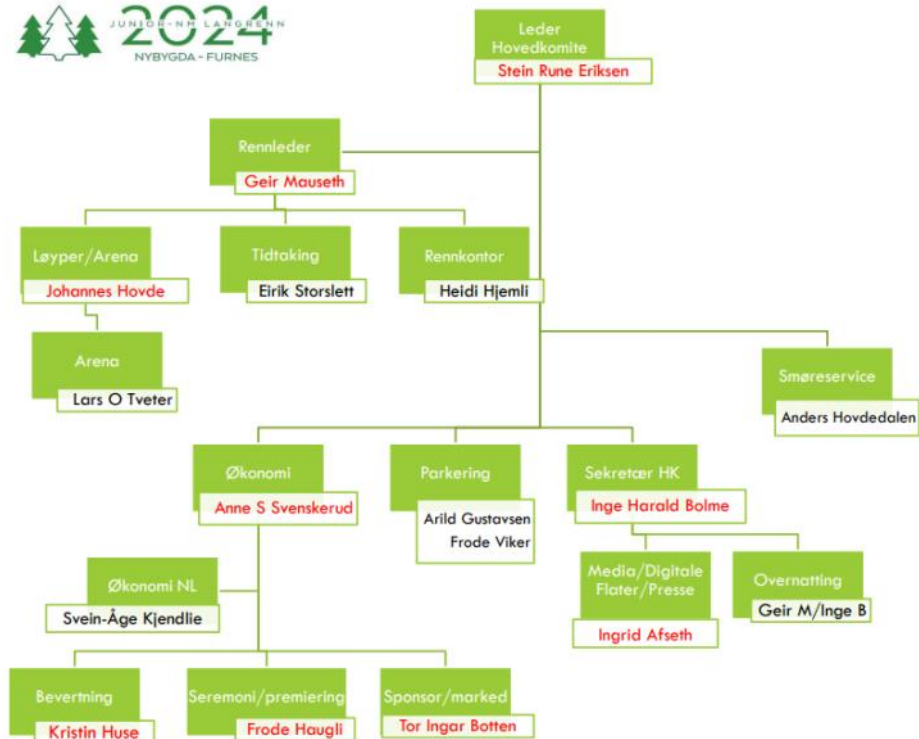 JUNIOR-NM LANGRENN
2024
NYBYGDA - FURNES
Leder
Hovedkomite
Stein Rune Eriksen
Rennleder
Geir Mauseth
Løyper/Arena
Johannes Hovde
Tidtaking
Eirik Storslett
Rennkontor
Heidi Hjemli
Arena
Lars O Tveter
Smøreservice
Anders Hovdedalen
Økonomi
Anne S Svenskerud
Parkering
Arild Gustavsen
Frode Viker
Sekretær HK
Inge Harald Bolme
Økonomi NL
Svein-Åge Kjendlie
Media/Digitale
Flater/Presse
Ingrid Afseth
Overnatting
Geir M/Inge B
Bevertning
Kristin Huse
Seremoni/premiering
Frode Haugli
Sponsor/marked
Tor Ingar Botten